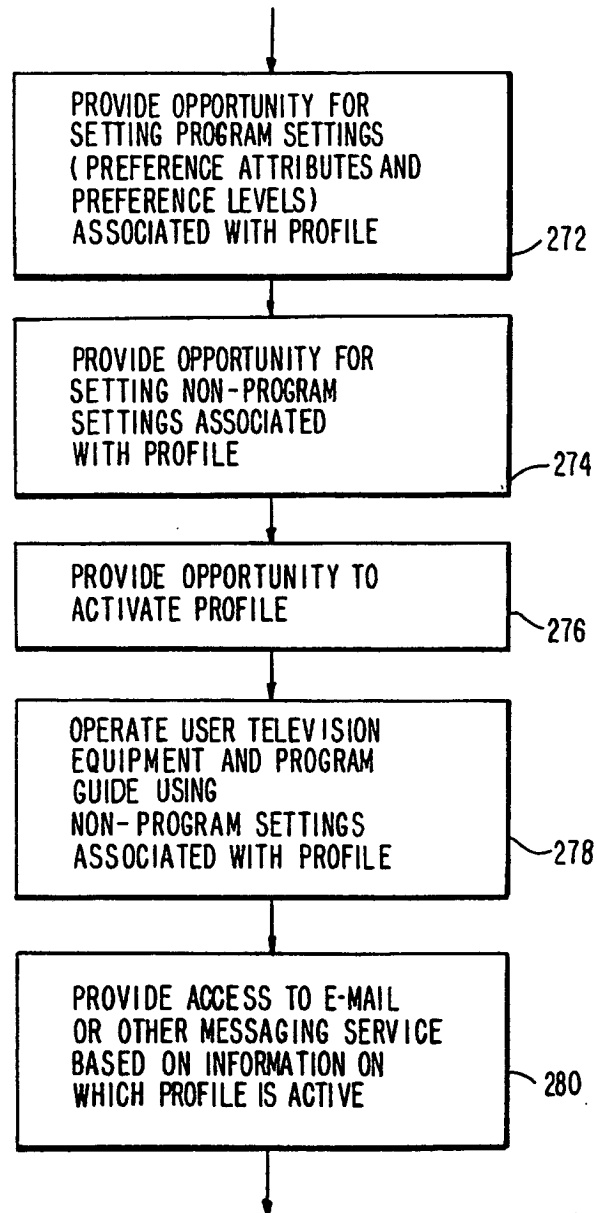 PROVIDE OPPORTUNITY FOR
SETTING PROGRAM SETTINGS
(PREFERENCE ATTRIBUTES AND
PREFERENCE LEVELS)
ASSOCIATED WITH PROFILE
272
PROVIDE OPPORTUNITY FOR
SETTING NON-PROGRAM
SETTINGS ASSOCIATED
WITH PROFILE
274
PROVIDE OPPORTUNITY TO
ACTIVATE PROFILE
276
OPERATE USER TELEVISION
EQUIPMENT AND PROGRAM
GUIDE USING
NON-PROGRAM SETTINGS
ASSOCIATED WITH PROFILE
278
PROVIDE ACCESS TO E-MAIL
OR OTHER MESSAGING SERVICE
BASED ON INFORMATION ON
WHICH PROFILE IS ACTIVE
280